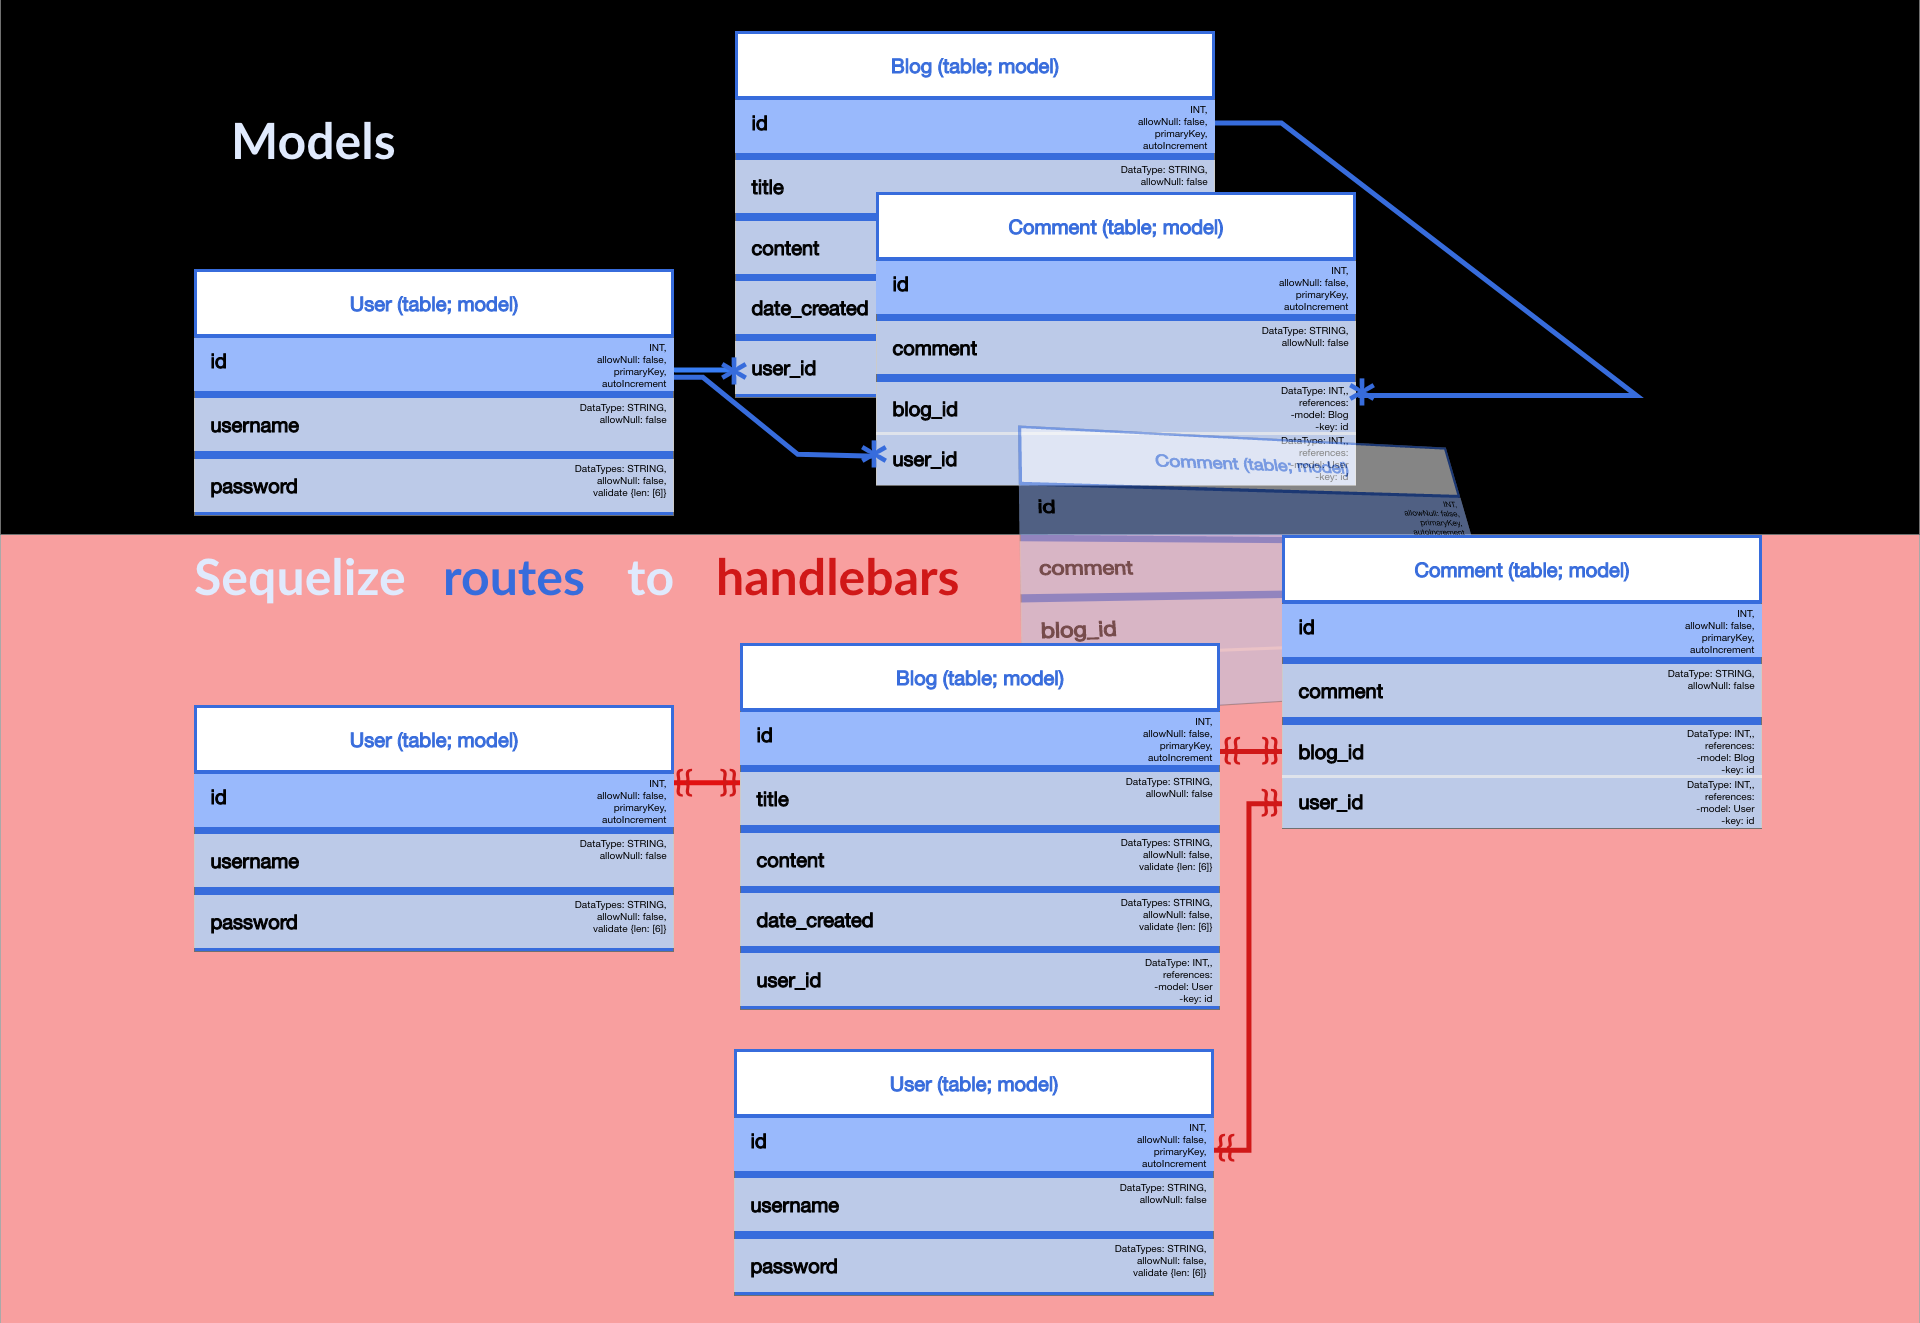 Models
Blog (table; model)
id
INT,
allowNull: false,
primaryKey,
autoIncrement
title
DataType: STRING,
allowNull: false
content
date_created
user_id
Comment (table; model)
id
INT,
allowNull: false,
primaryKey,
autoIncrement
comment
DataType: STRING,
allowNull: false
blog_id
DataType: INT,,
references:
-model: Blog
-key: id
user_id
DataType: INT,,
references:
-model: User
-key: id
User (table; model)
id
INT,
allowNull: false,
primaryKey,
autoIncrement
username
DataType: STRING,
allowNull: false
password
DataTypes: STRING,
allowNull: false,
validate {len: [6]}
Comment (table; model)
id
INT,
allowNull: false,
primaryKey,
autoIncrement
comment
blog_id
Sequelize routes to handlebars
User (table; model)
id
INT,
allowNull: false,
primaryKey,
autoIncrement
username
DataType: STRING,
allowNull: false
password
DataTypes: STRING,
allowNull: false,
validate {len: [6]}
{{ }}
Blog (table; model)
id
INT,
allowNull: false,
primaryKey,
autoIncrement
title
DataType: STRING,
allowNull: false
content
DataTypes: STRING,
allowNull: false,
validate {len: [6]}
date_created
DataTypes: STRING,
allowNull: false,
validate {len: [6]}
user_id
DataType: INT,,
references:
-model: User
-key: id
{{ }}
Comment (table; model)
id
INT,
allowNull: false,
primaryKey,
autoIncrement
comment
DataType: STRING,
allowNull: false
blog_id
DataType: INT,,
references:
-model: Blog
-key: id
user_id
DataType: INT,,
references:
-model: User
-key: id
}}
{{
User (table; model)
id
INT,
allowNull: false,
primaryKey,
autoIncrement
username
DataType: STRING,
allowNull: false
password
DataTypes: STRING,
allowNull: false,
validate {len: [6]}